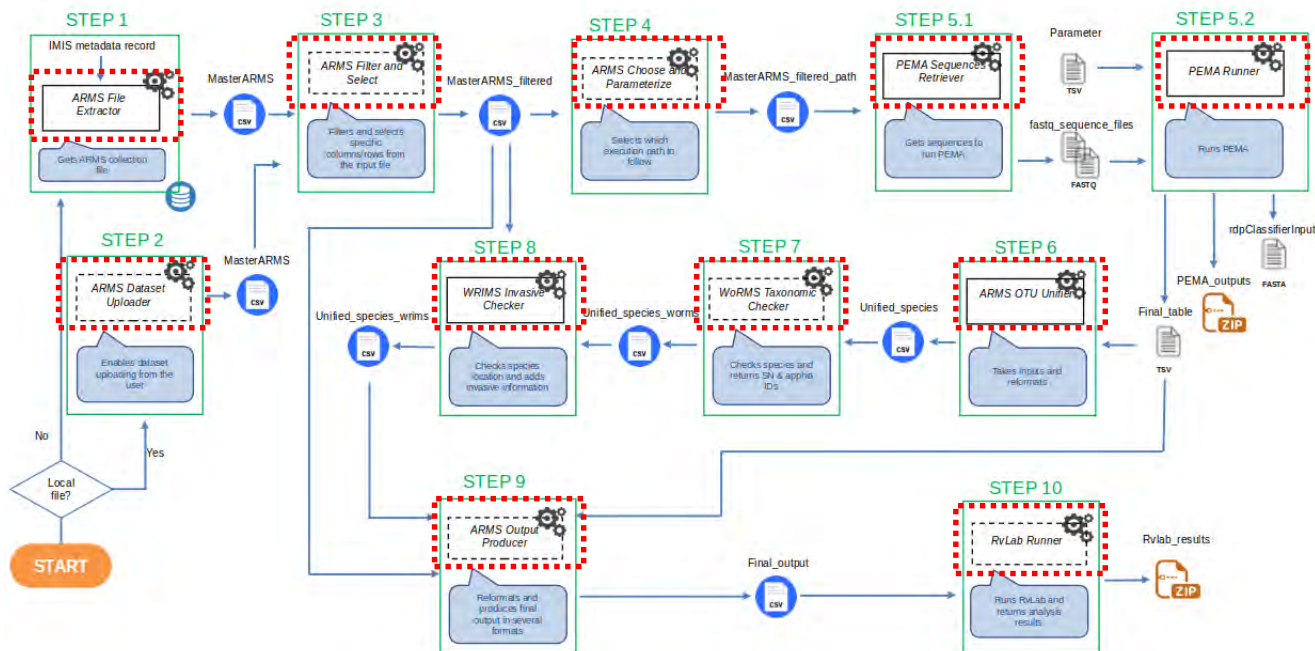 STEP 1
IMIS metadata record
ARMS File
Extractor
Gets ARMS collection
file
MasterARMS
CSV
STEP 3
ARMS Filter and
Select
Filters and selects
specific
columns/rows from
the input file
MasterARMS_filtered
CSV
STEP 4
ARMS Choose and
Parameterize
Selects which
execution path to
follow
MasterARMS_filtered_path
CSV
STEP 5.1
PEMA Sequences
Retriever
Gets sequences to
run PEMA
Parameter
TSV
fastq_sequence_files
FASTQ
STEP 5.2
PEMA Runner
Runs PEMA
rdpClassifierInput
FASTA
PEMA_outputs
ZIP
Final_table
TSV
STEP 2
ARMS Dataset
Uploader
Enables dataset
uploading from the
user
MasterARMS
CSV
STEP 8
WRIMS Invasive
Checker
Checks species
location and adds
invasive information
Unified_species_wrims
CSV
STEP 7
WoRMS Taxonomic
Checker
Checks species and
returns SN & aphia
IDs
Unified_species_worms
CSV
STEP 6
ARMS OTU Unifier
Takes inputs and
reformats
Unified_species
CSV
No
Yes
Local
file?
START
STEP 9
ARMS Output
Producer
Reformats and
produces final
output in several
formats
Final_output
CSV
STEP 10
RvLab Runner
Runs RvLab and
returns analysis
results
Rvlab_results
ZIP